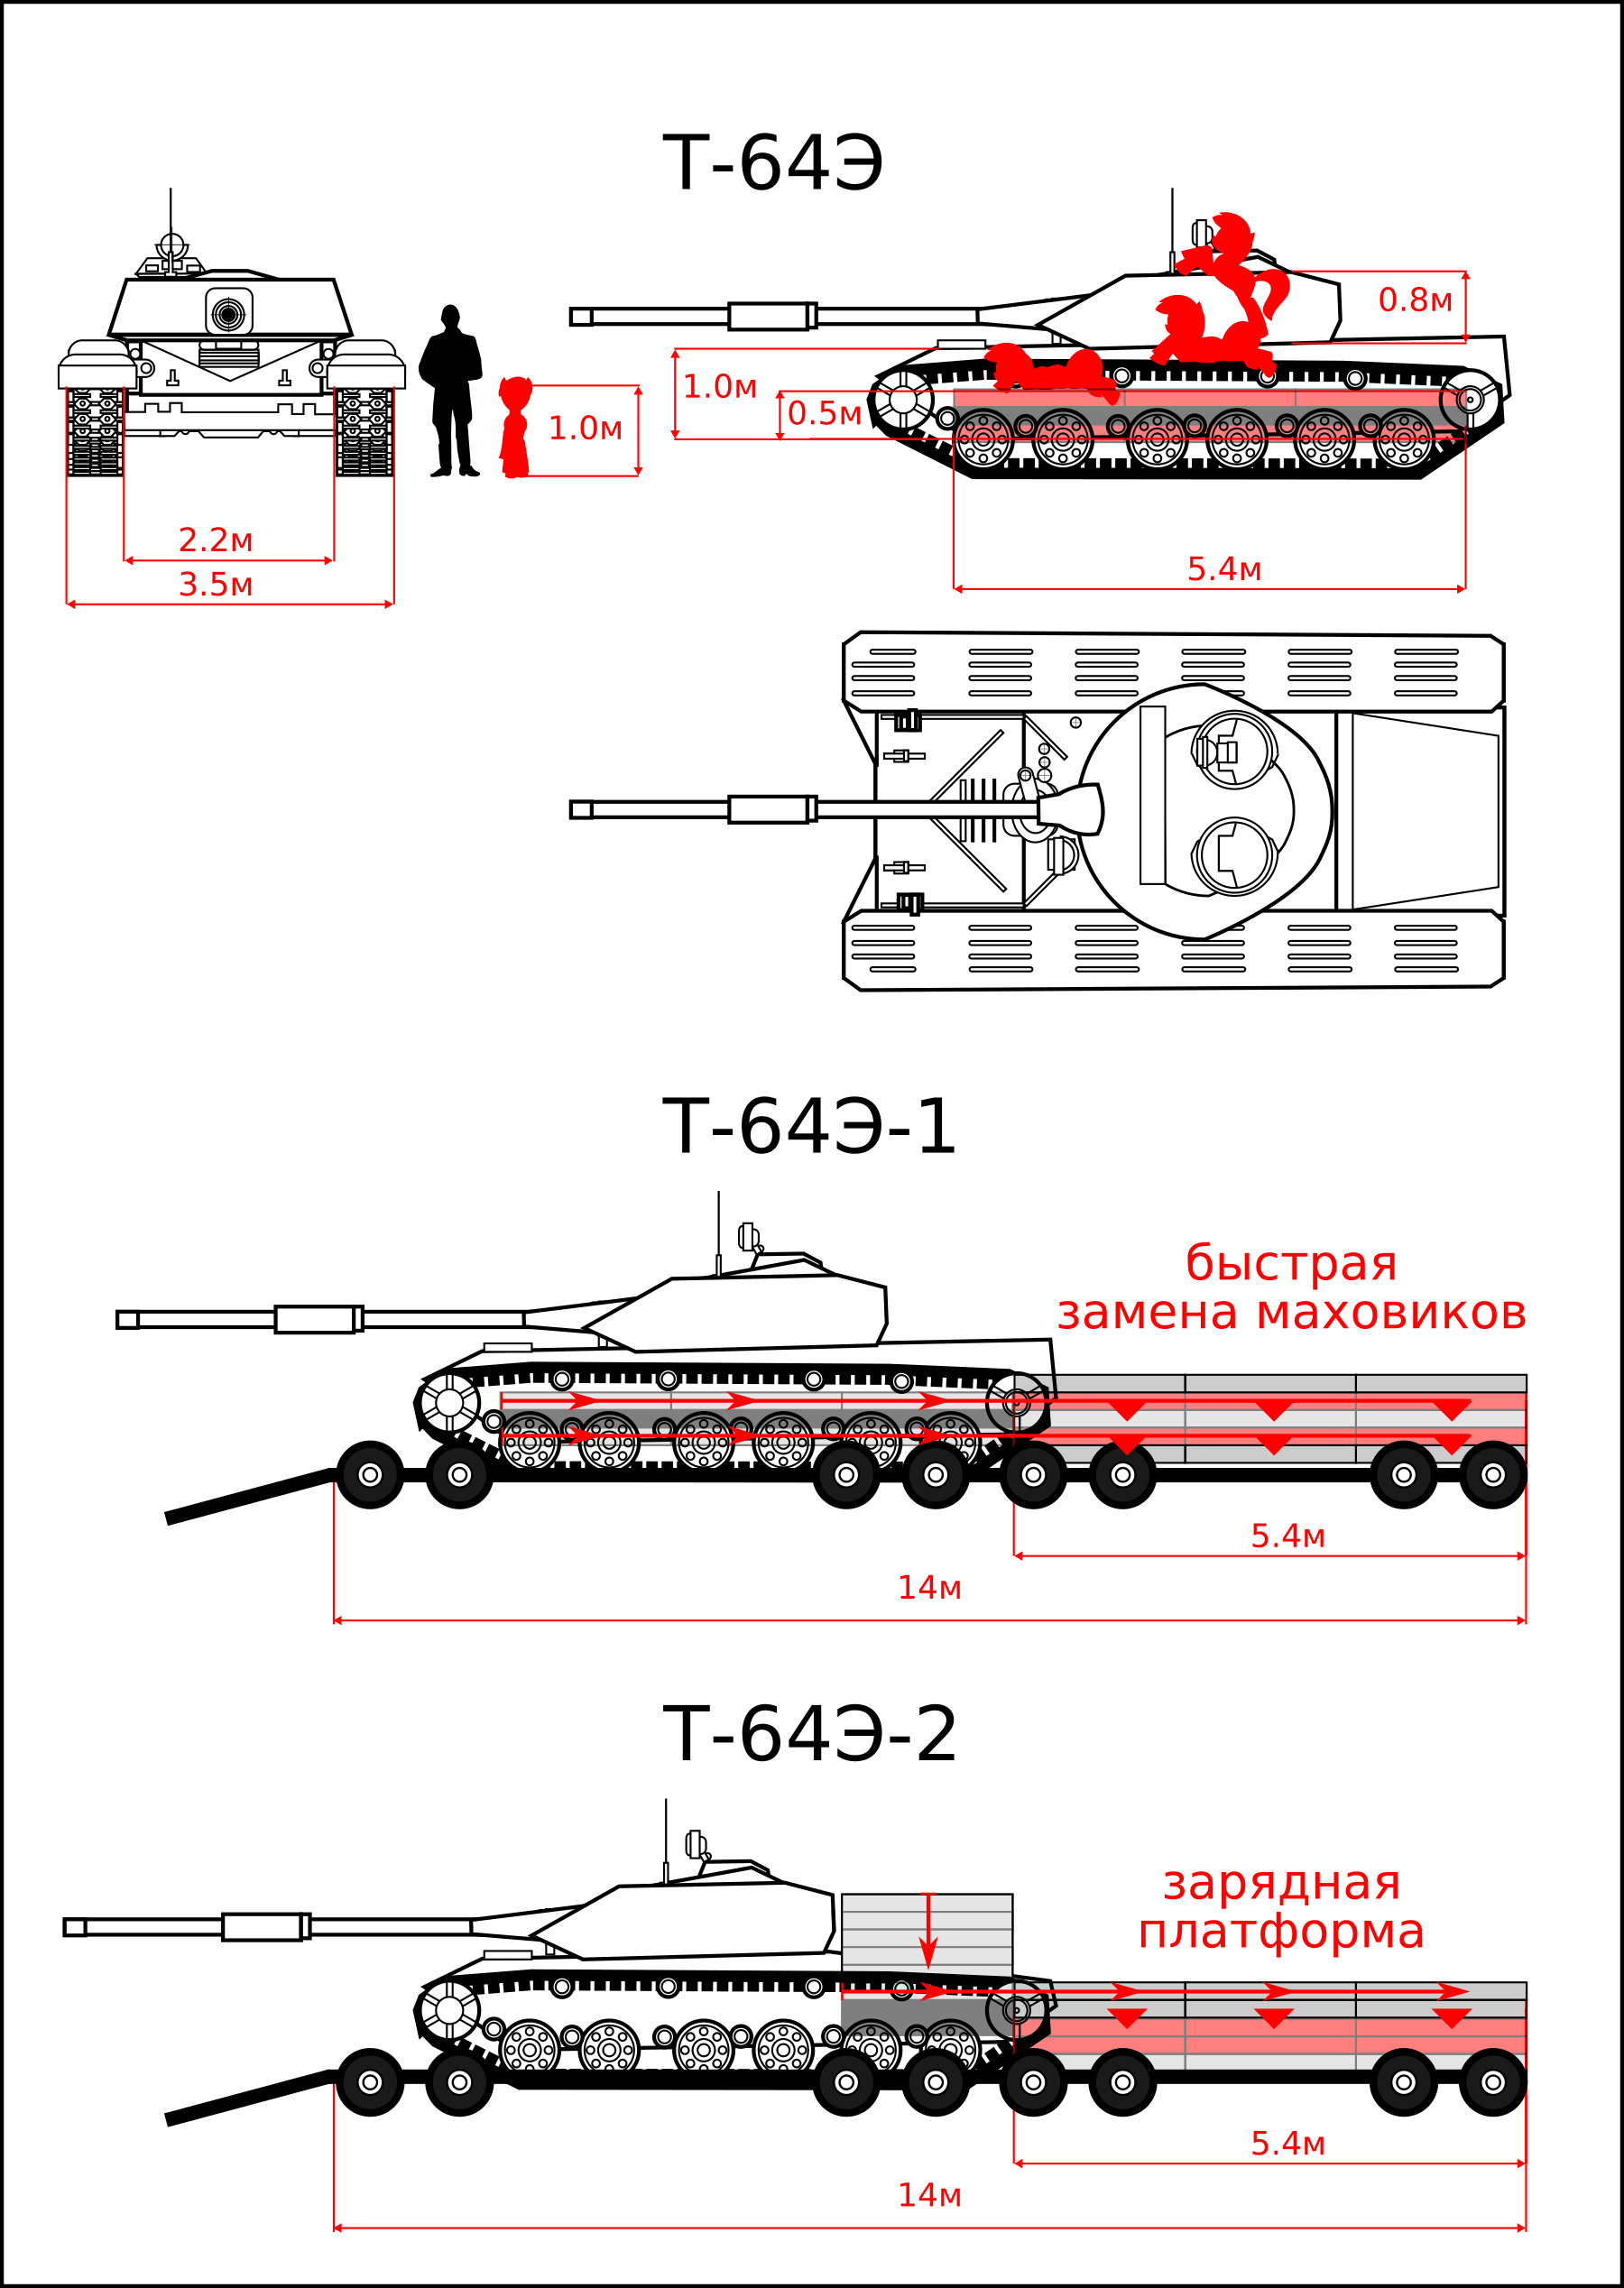 Т-64Э
0.8м
1.0м
0.5м
1.0м
2.2м
3.5м
5.4м
Т-64Э-1
быстрая
замена маховиков
5.4м
14м
Т-64Э-2
зарядная
платформа
5.4м
14м